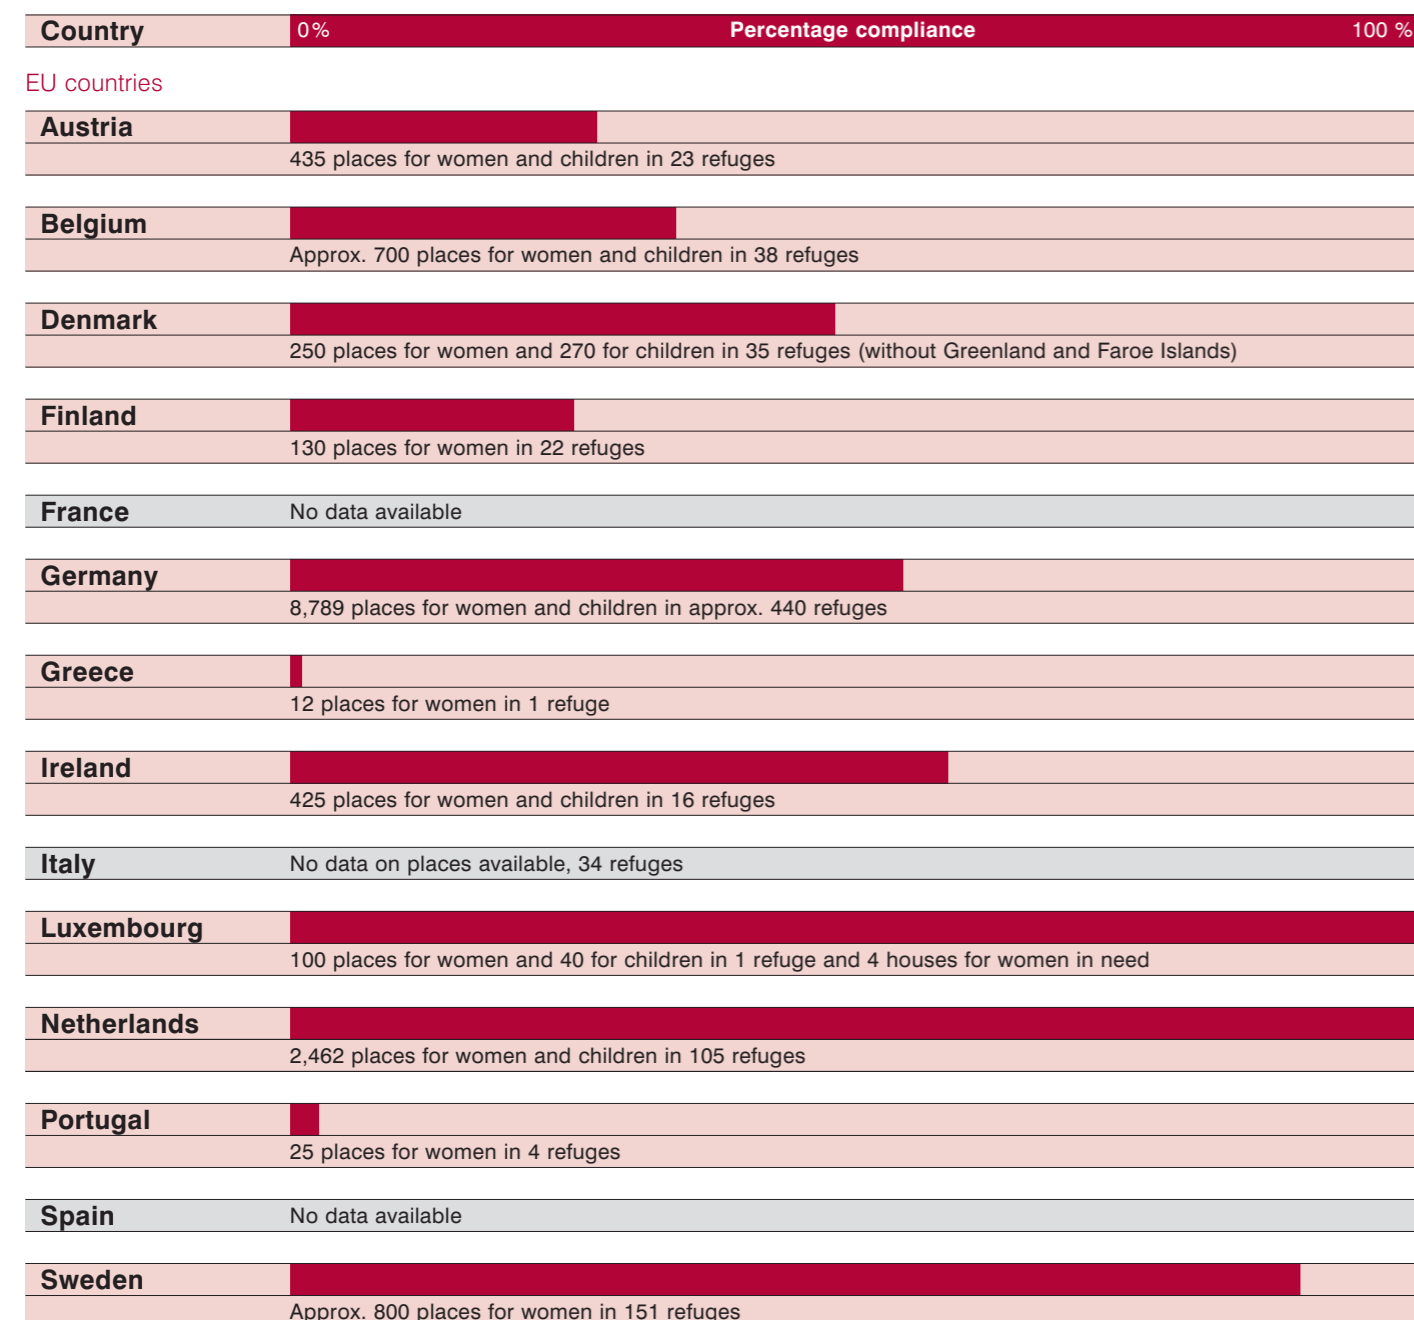 Country 0% Percentage compliance 100 %
EU countries
Austria
435 places for women and children in 23 refuges
Belgium
Approx. 700 places for women and children in 38 refuges
Denmark
250 places for women and 270 for children in 35 refuges (without Greenland and Faroe Islands)
Finland
130 places for women in 22 refuges
France No data available
Germany
8,789 places for women and children in approx. 440 refuges
Greece
12 places for women in 1 refuge
Ireland
425 places for women and children in 16 refuges
Italy No data on places available, 34 refuges
Luxembourg
100 places for women and 40 for children in 1 refuge and 4 houses for women in need
Netherlands
2,462 places for women and children in 105 refuges
Portugal
25 places for women in 4 refuges
Spain No data available
Sweden
Approx. 800 places for women in 151 refuges